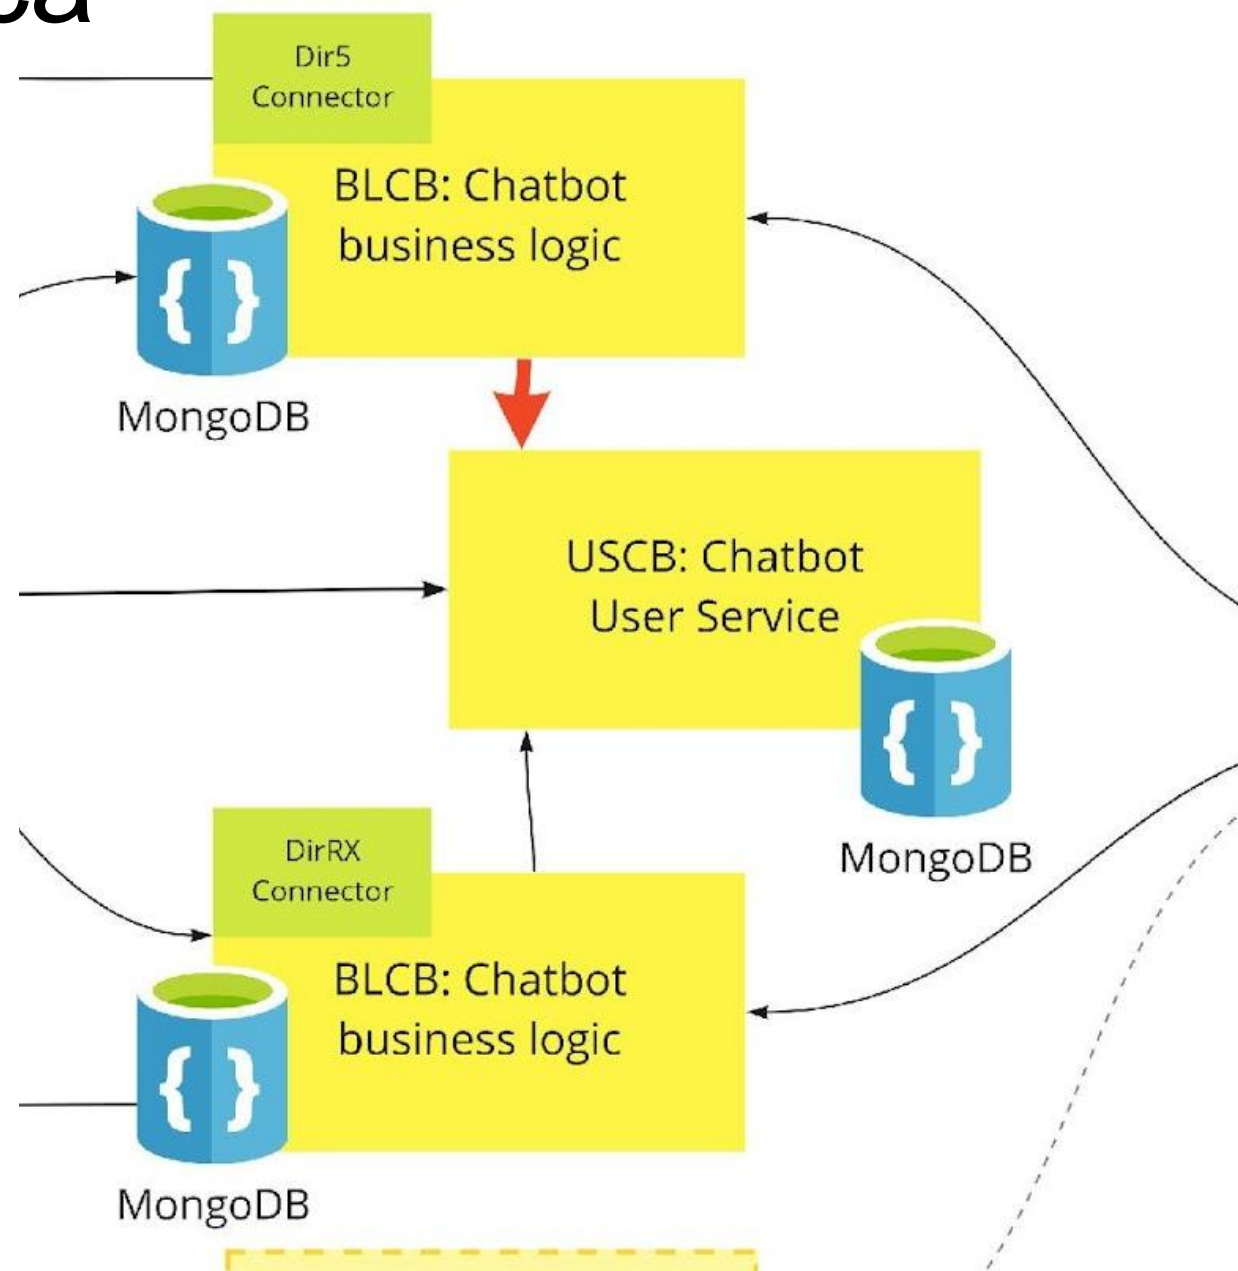 Dir5
Connector
BLCB: Chatbot
business logic
{ }
MongoDB
USCB: Chatbot
User Service
{ }
MongoDB
DirRX
Connector
BLCB: Chatbot
business logic
{ }
MongoDB